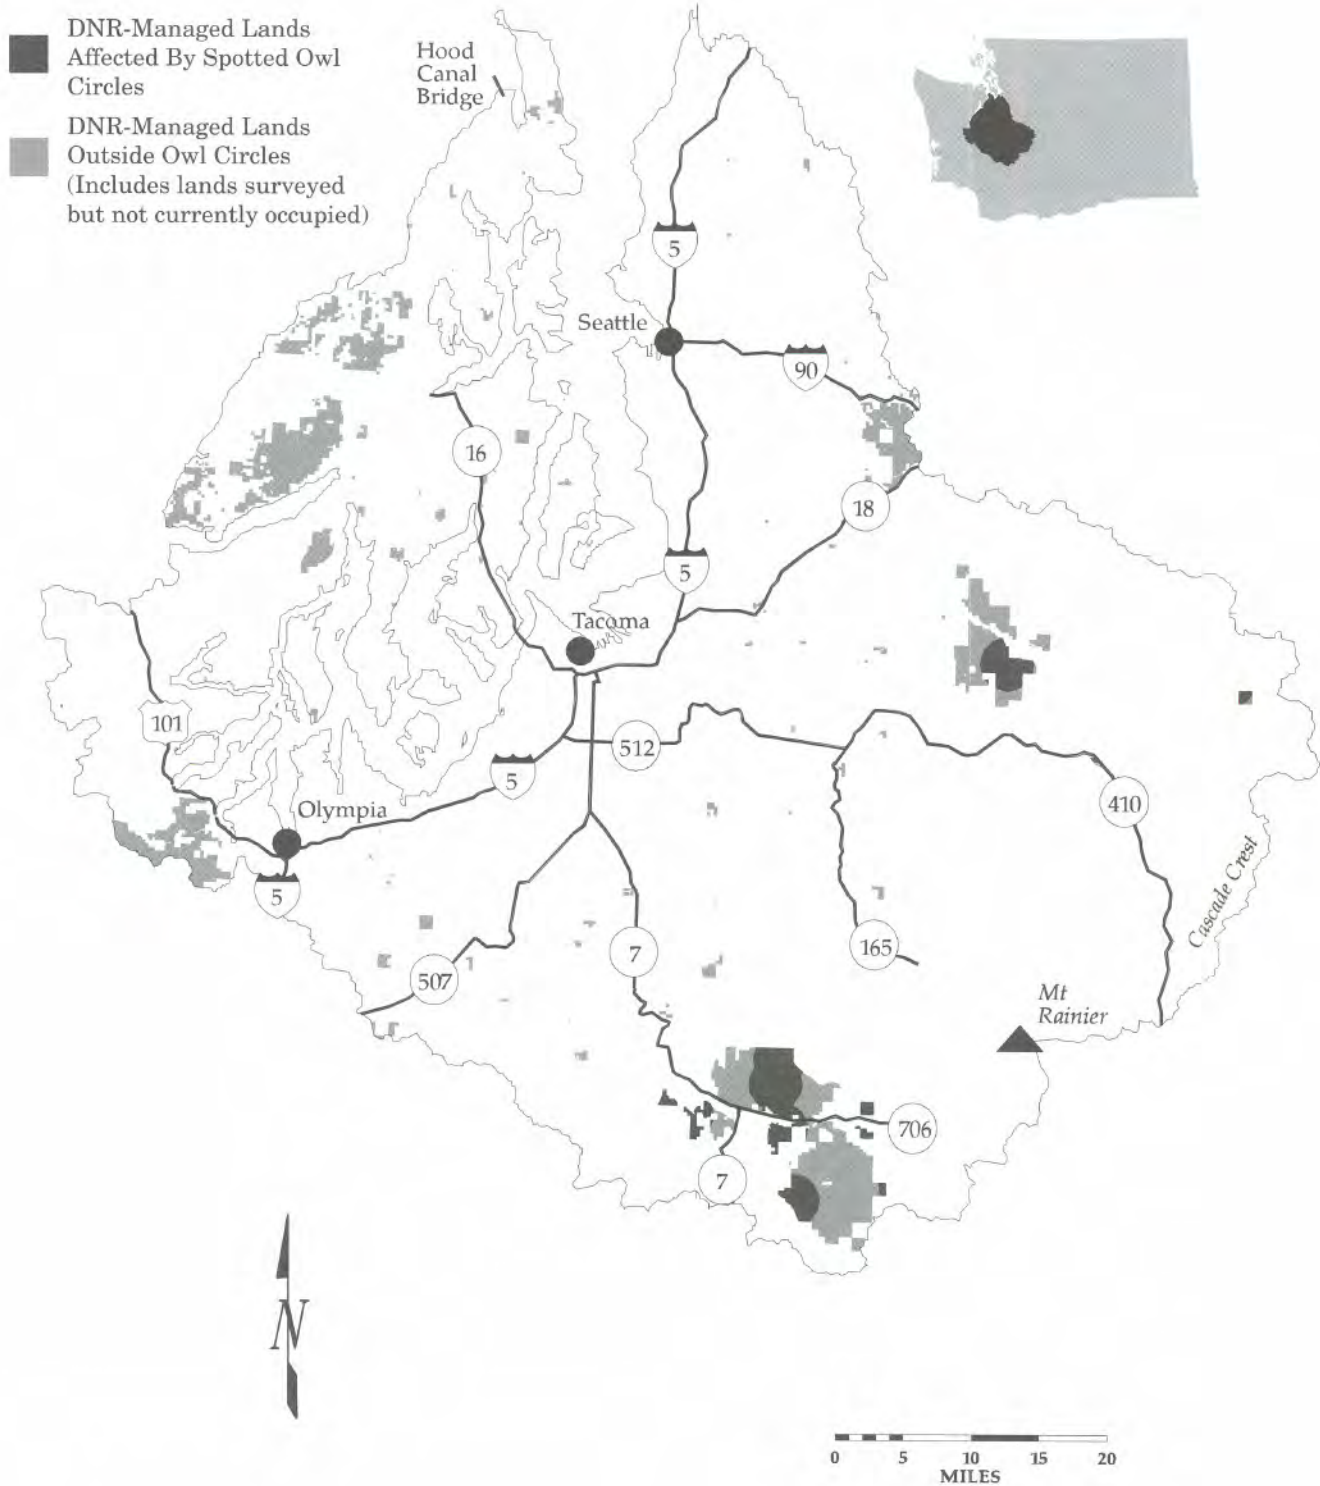 DNR-Managed Lands
Affected By Spotted Owl
Circles
DNR-Managed Lands
Outside Owl Circles
(Includes lands surveyed
but not currently occupied)
Hood
Canal
Bridge
5
Seattle
90
16
18
5
Tacoma
101
512
5
410
Olympia
5
Cascade Crest
7
165
507
Mt
Rainier
706
7
N
0 5 10 15 20
MILES